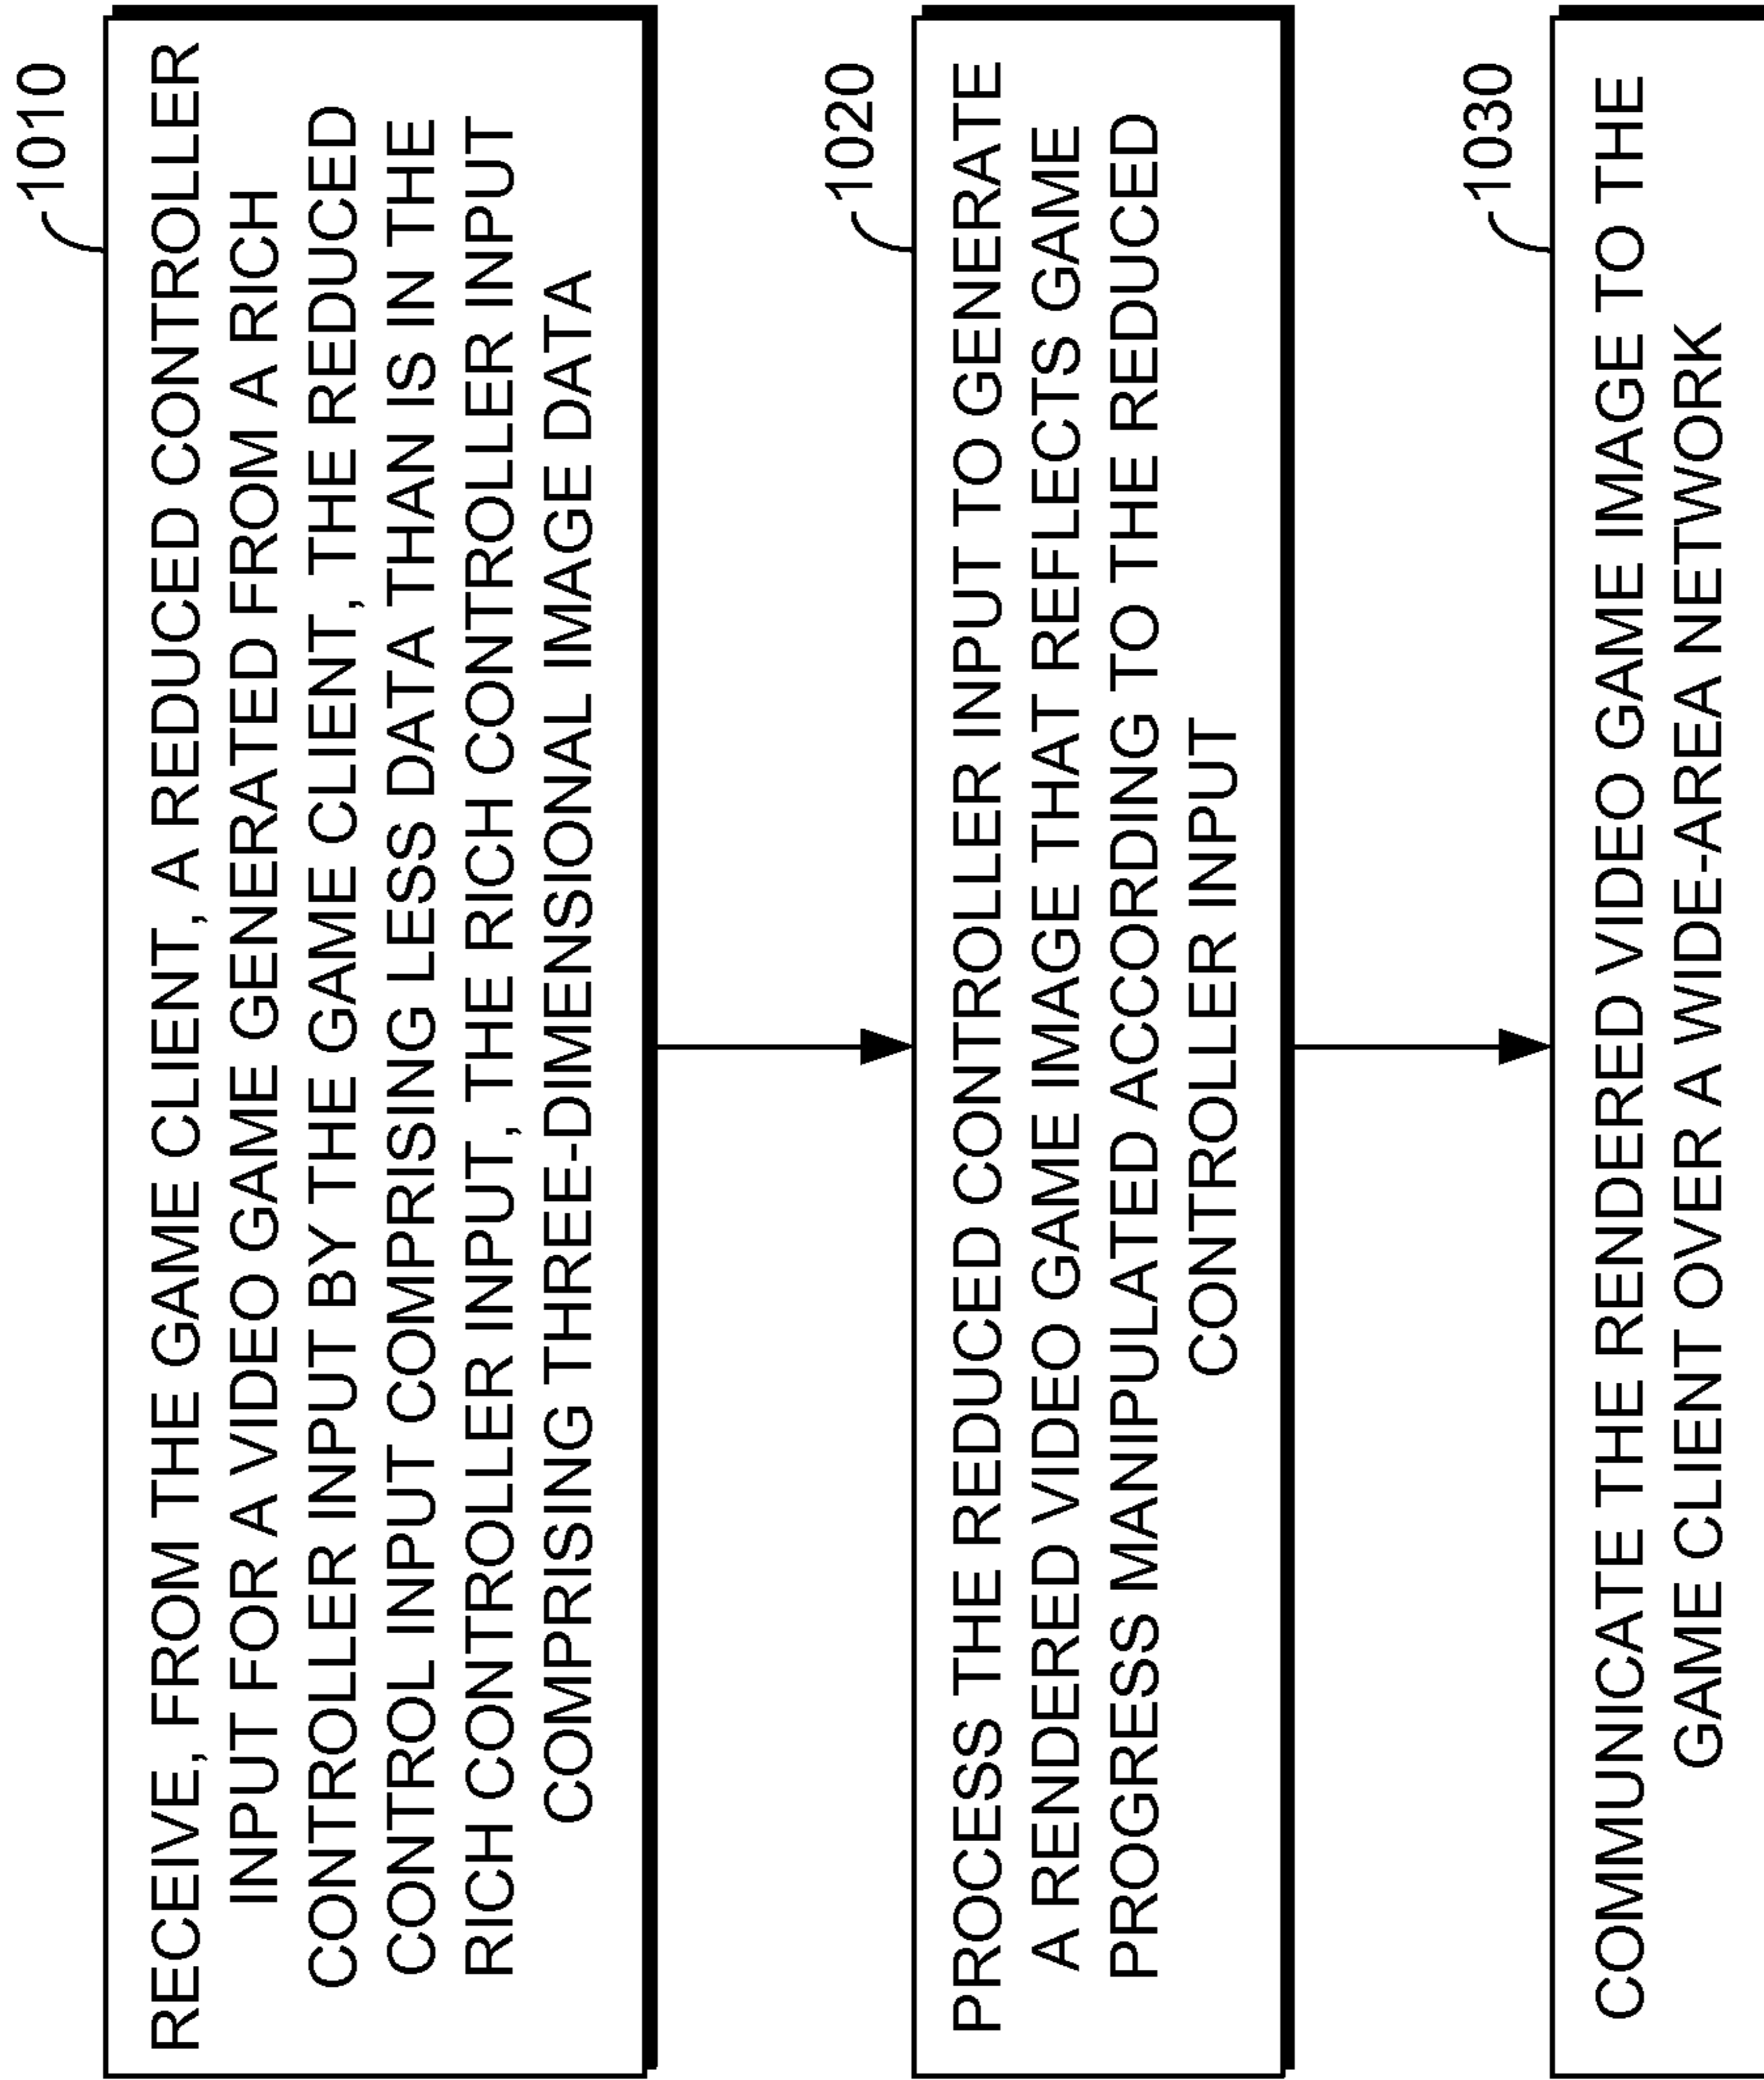 1010
RECEIVE, FROM THE GAME CLIENT, A REDUCED CONTROLLER
INPUT FOR A VIDEO GAME GENERATED FROM A RICH
CONTROLLER INPUT BY THE GAME CLIENT, THE REDUCED
CONTROL INPUT COMPRISING LESS DATA THAN IS IN THE
RICH CONTROLLER INPUT, THE RICH CONTROLLER INPUT
COMPRISING THREE-DIMENSIONAL IMAGE DATA
1020
PROCESS THE REDUCED CONTROLLER INPUT TO GENERATE
A RENDERED VIDEO GAME IMAGE THAT REFLECTS GAME
PROGRESS MANIPULATED ACCORDING TO THE REDUCED
CONTROLLER INPUT
1030
COMMUNICATE THE RENDERED VIDEO GAME IMAGE TO THE
GAME CLIENT OVER A WIDE-AREA NETWORK